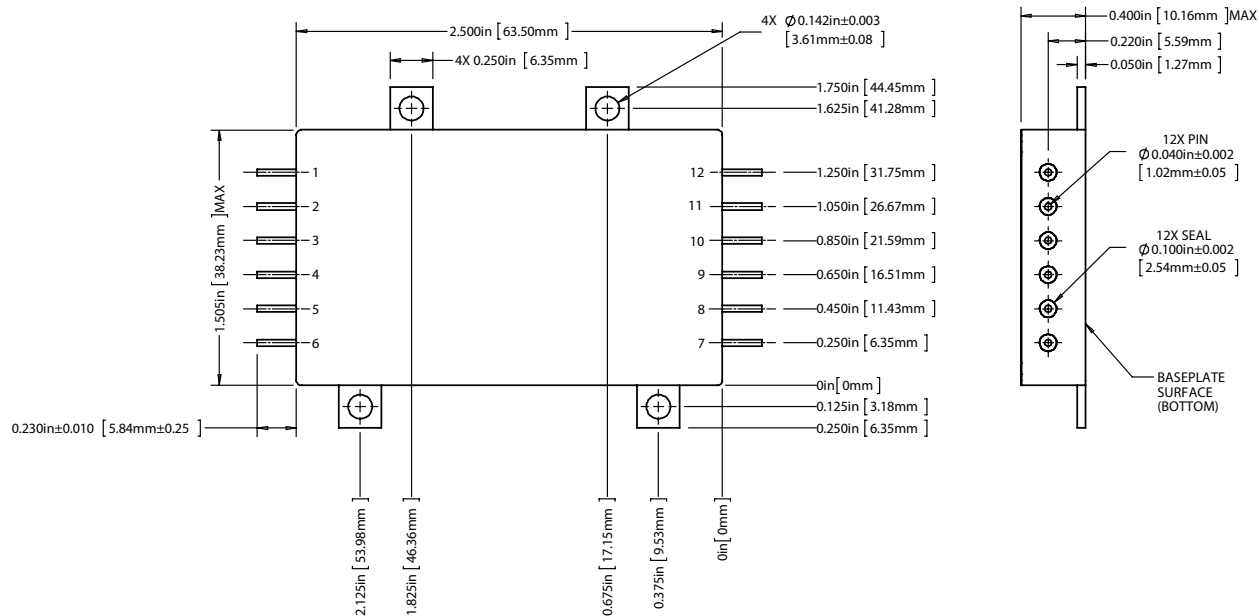 2.500in [ 63.50mm ]
4X Ø 0.142in±0.003
[ 3.61mm±0.08 ]
4X 0.250in [ 6.35mm ]
1.750in [ 44.45mm ]
1.625in [ 41.28mm ]
1.505in [ 38.23mm ]MAX
1
2
3
4
5
6
12
11
10
9
8
7
1.250in [ 31.75mm ]
1.050in [ 26.67mm ]
0.850in [ 21.59mm ]
0.650in [ 16.51mm ]
0.450in [ 11.43mm ]
0.250in [ 6.35mm ]
0in[ 0mm ]
0.125in [ 3.18mm ]
0.250in [ 6.35mm ]
0.230in±0.010 [ 5.84mm±0.25 ]
2.125in [ 53.98mm ]
1.825in [ 46.36mm ]
0.675in [ 17.15mm ]
0.375in [ 9.53mm ]
0in[ 0mm ]
0.400in [ 10.16mm ]MAX
0.220in [ 5.59mm ]
0.050in [ 1.27mm ]
12X PIN
Ø 0.040in±0.002
[ 1.02mm±0.05 ]
12X SEAL
Ø 0.100in±0.002
[ 2.54mm±0.05 ]
BASEPLATE
SURFACE
(BOTTOM)